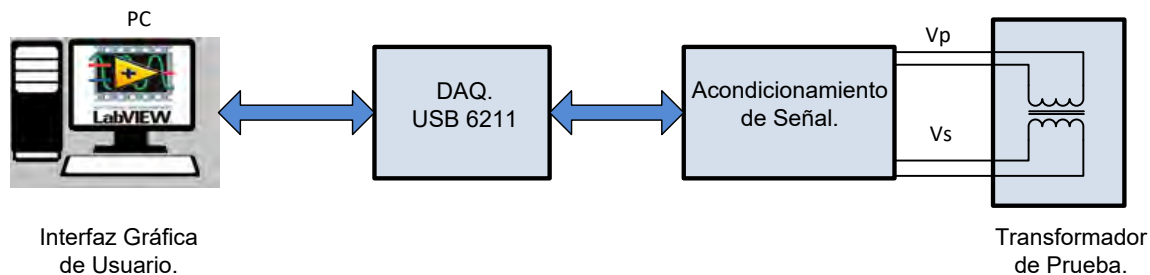 PC
LabVIEW
Interfaz Gráfica
de Usuario.
DAQ.
USB 6211
Acondicionamiento
de Señal.
Vp
Vs
Transformador
de Prueba.